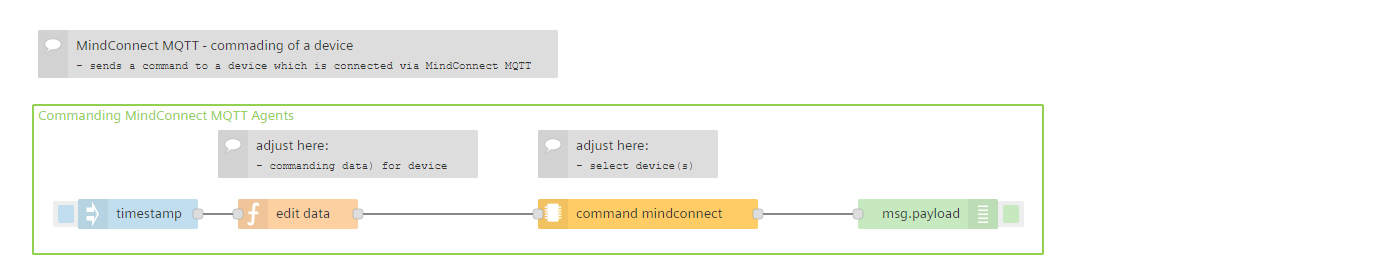 MindConnect MQTT - commading of a device
- sends a command to a device which is connected via MindConnect MQTT
Commanding MindConnect MQTT Agents
adjust here:
- commanding data) for device
adjust here:
- select device(s)
timestamp
edit data
command mindconnect
msg.payload